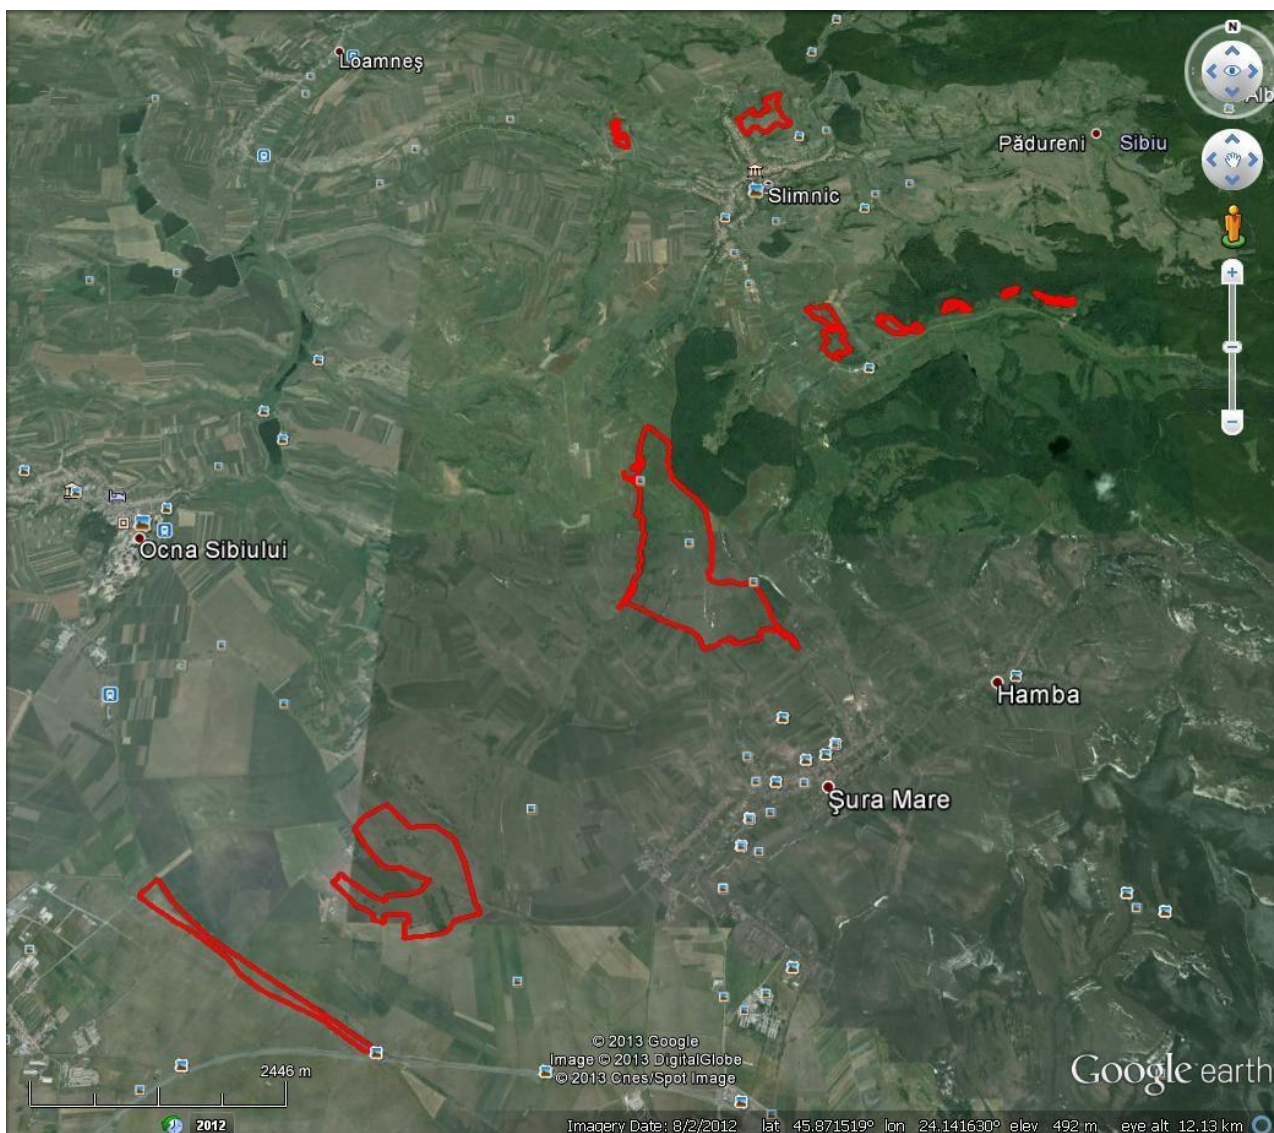 N
Loamneş
Alb
Pădureni
Sibiu
Slimnic
Ocna Sibiului
Hamba
Şura Mare
© 2013 Google
Image © 2013 DigitalGlobe
© 2013 Cnes/Spot Image
Google earth
2446 m
2012
Imagery Date: 8/2/2012 lat 45.871519° lon 24.141630° elev 492 m eye alt 12.13 km